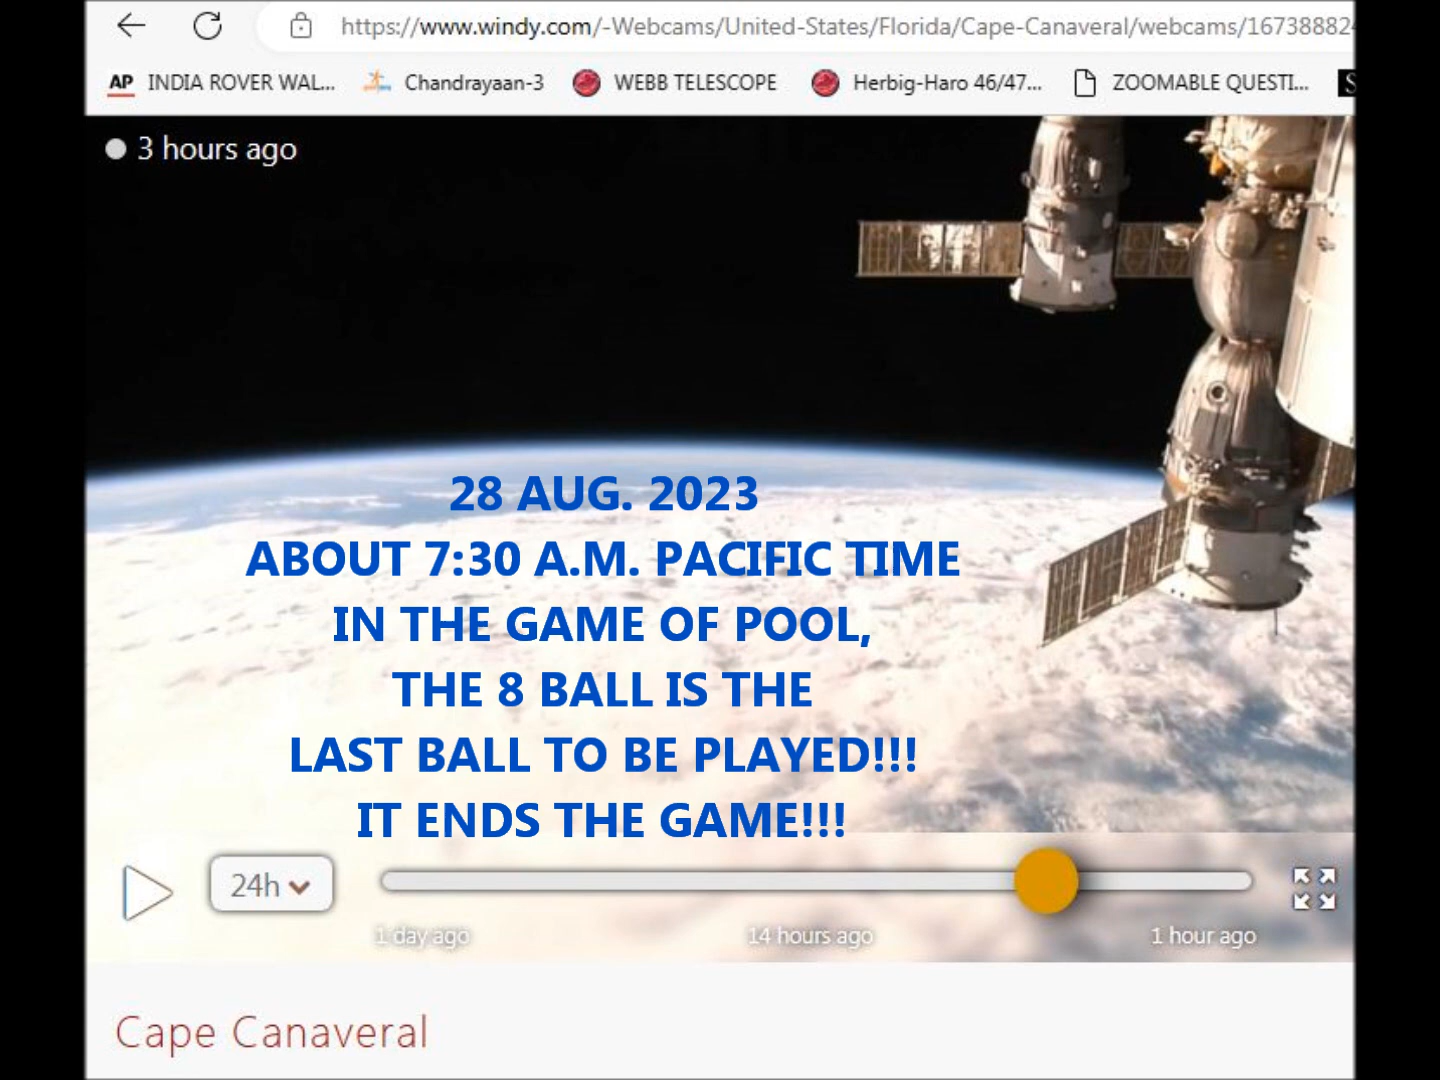 https://www.windy.com/-Webcams/United-States/Florida/Cape-Canaveral/webcams/167388824
AP INDIA ROVER WAL... Chandrayaan-3 WEBB TELESCOPE Herbig-Haro 46/47... ZOOMABLE QUESTI... S
3 hours ago
28 AUG. 2023
ABOUT 7:30 A.M. PACIFIC TIME
IN THE GAME OF POOL,
THE 8 BALL IS THE
LAST BALL TO BE PLAYED!!!
IT ENDS THE GAME!!!
24h
1 day ago 14 hours ago 1 hour ago
Cape Canaveral